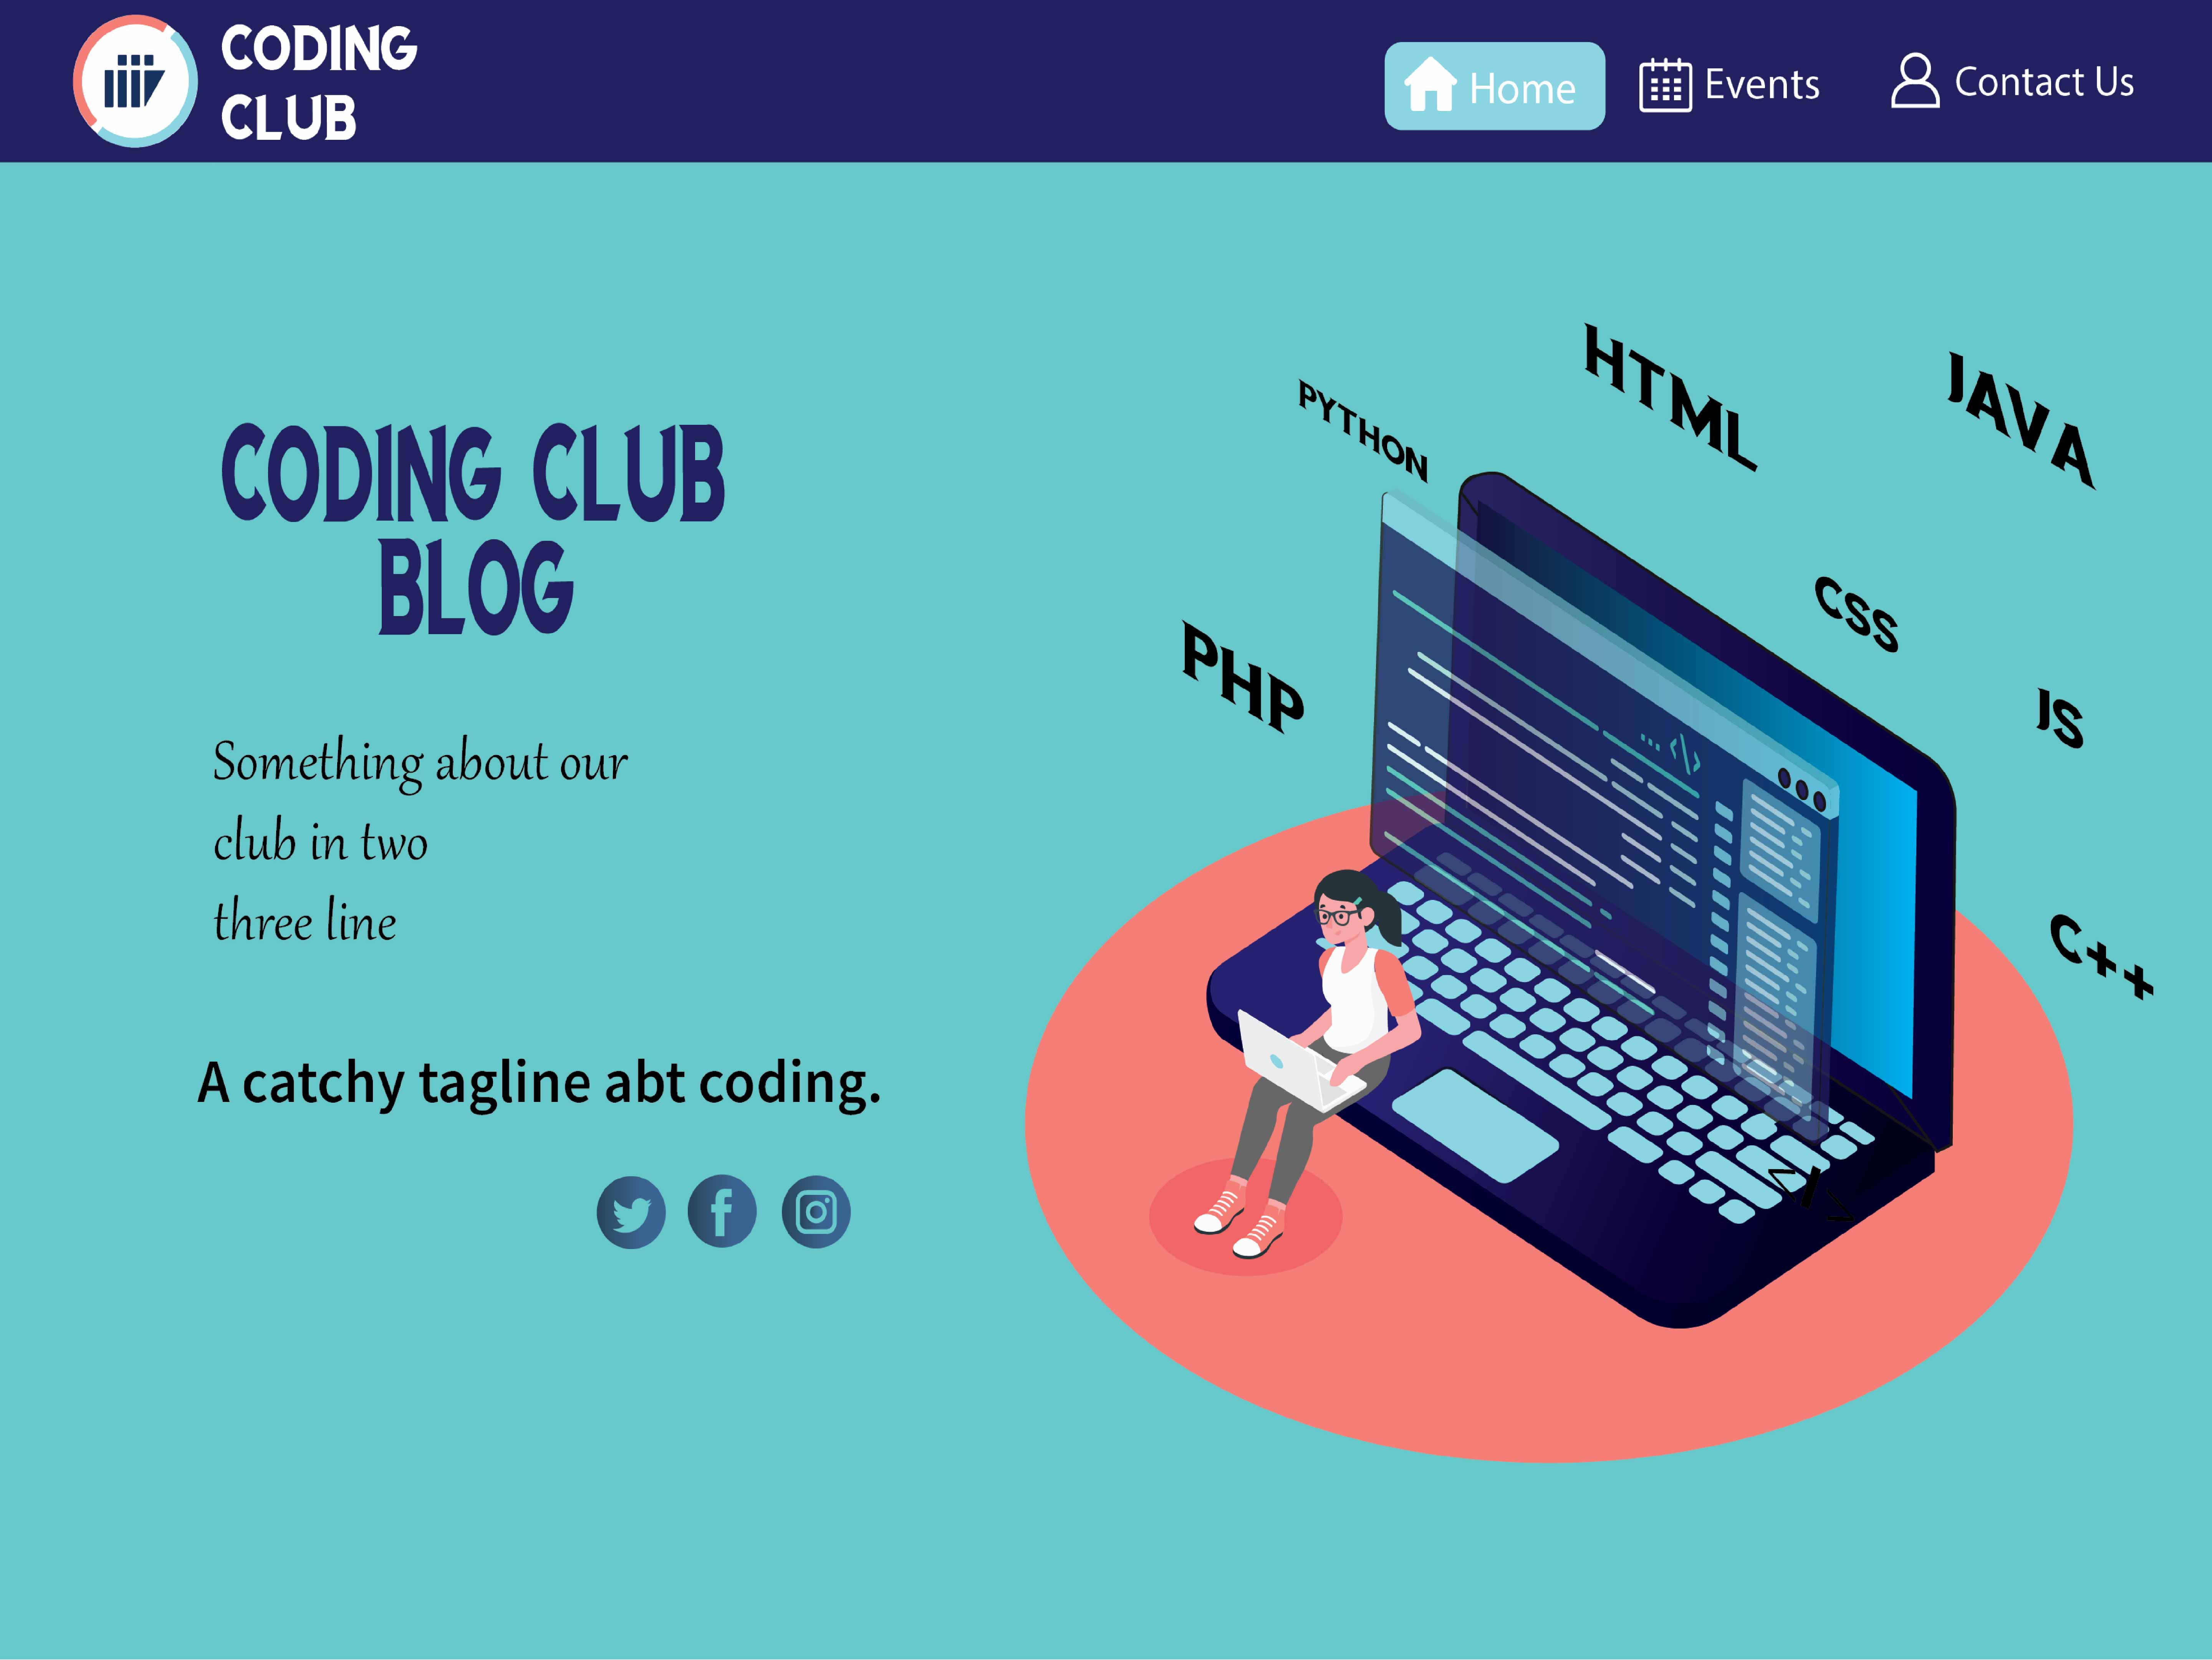 CODING
CLUB
Home
Events
Contact Us
HTML
JAVA
PYTHON
CODING CLUB
BLOG
CSS
PHP
JS
Something about our
club in two
three line
C++
...<|>
A catchy tagline abt coding.
</>